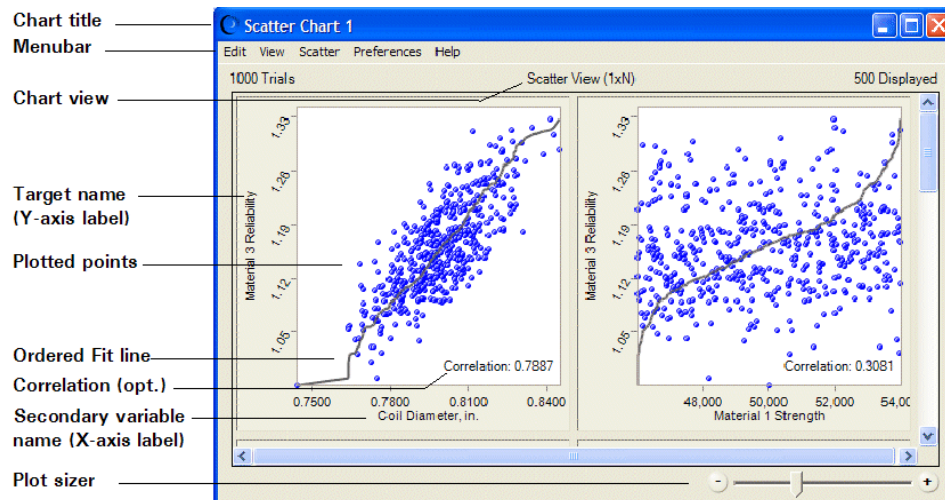 Chart title
Menubar
Chart view
Target name
(Y-axis label)
Plotted points
Ordered Fit line
Correlation (opt.)
Secondary variable
name (X-axis label)
Plot sizer
Scatter Chart 1
Edit View Scatter Preferences Help
1000 Trials Scatter View (1xN) 500 Displayed
Material 3 Reliability
1.33
1.26
1.19
1.12
1.05
Correlation: 0.7887
0.7500 0.7800 0.8100 0.8400
Coil Diameter, in.
Material 3 Reliability
1.33
1.26
1.19
1.12
1.05
Correlation: 0.3081
48,000 50,000 52,000 54,00
Material 1 Strength